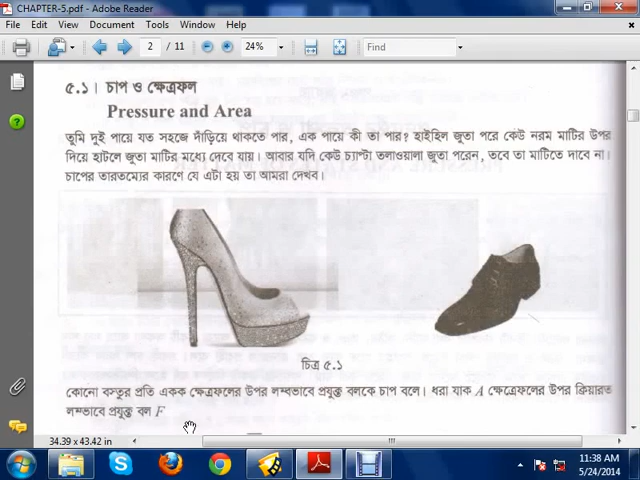 CHAPTER-5.pdf - Adobe Reader
File Edit View Document Tools Window Help
2 / 11 24% Find
৫.১। চাপ ও ক্ষেত্রফল
Pressure and Area
তুমি দুই পায়ে যত সহজে দাঁড়িয়ে থাকতে পার, এক পায়ে কী তা পার? হাইহিল জুতা পরে কেউ নরম মাটির উপর
দিয়ে হাটলে জুতা মাটির মধ্যে দেবে যায়। আবার যদি কেউ চ্যাপ্টা তলাওয়ালা জুতা পরেন, তবে তা মাটিতে দাবে না।
চাপের তারতম্যের কারণে যে এটা হয় তা আমরা দেখব।
চিত্র ৫.১
কোনো বস্তুর প্রতি একক ক্ষেত্রফলের উপর লম্বভাবে প্রযুক্ত বলকে চাপ বলে। ধরা যাক A ক্ষেত্রেফলের উপর ক্রিয়ারত
লম্বভাবে প্রযুক্ত বল F
34.39 x 43.42 in
11:38 AM
5/24/2014